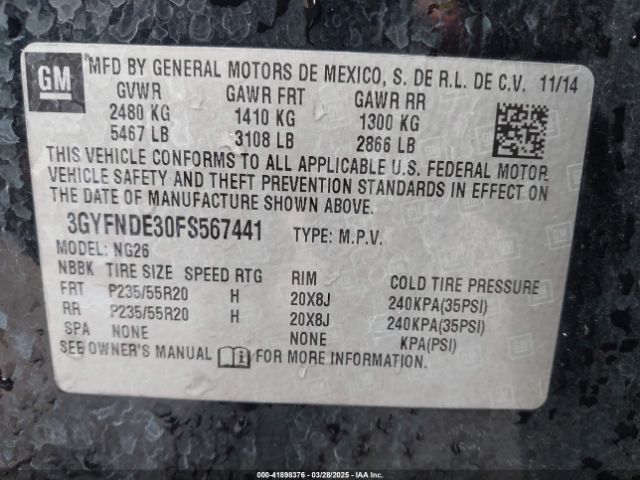 GM
MFD BY GENERAL MOTORS DE MEXICO, S. DE R.L. DE C.V. 11/14
GVWR GAWR FRT GAWR RR
2480 KG 1410 KG 1300 KG
5467 LB 3108 LB 2866 LB
THIS VEHICLE CONFORMS TO ALL APPLICABLE U.S. FEDERAL MOTOR
VEHICLE SAFETY AND THEFT PREVENTION STANDARDS IN EFFECT ON
THE DATE OF MANUFACTURE SHOWN ABOVE.
3GYFNDE30FS567441 TYPE: M.P.V.
MODEL: NG26
NBBK TIRE SIZE SPEED RTG RIM COLD TIRE PRESSURE
FRT P235/55R20 H 20X8J 240KPA(35PSI)
RR P235/55R20 H 20X8J 240KPA(35PSI)
SPA NONE NONE KPA(PSI)
SEE OWNER'S MANUAL FOR MORE INFORMATION.
000-41898376 | 03/28/2025 - IAA.